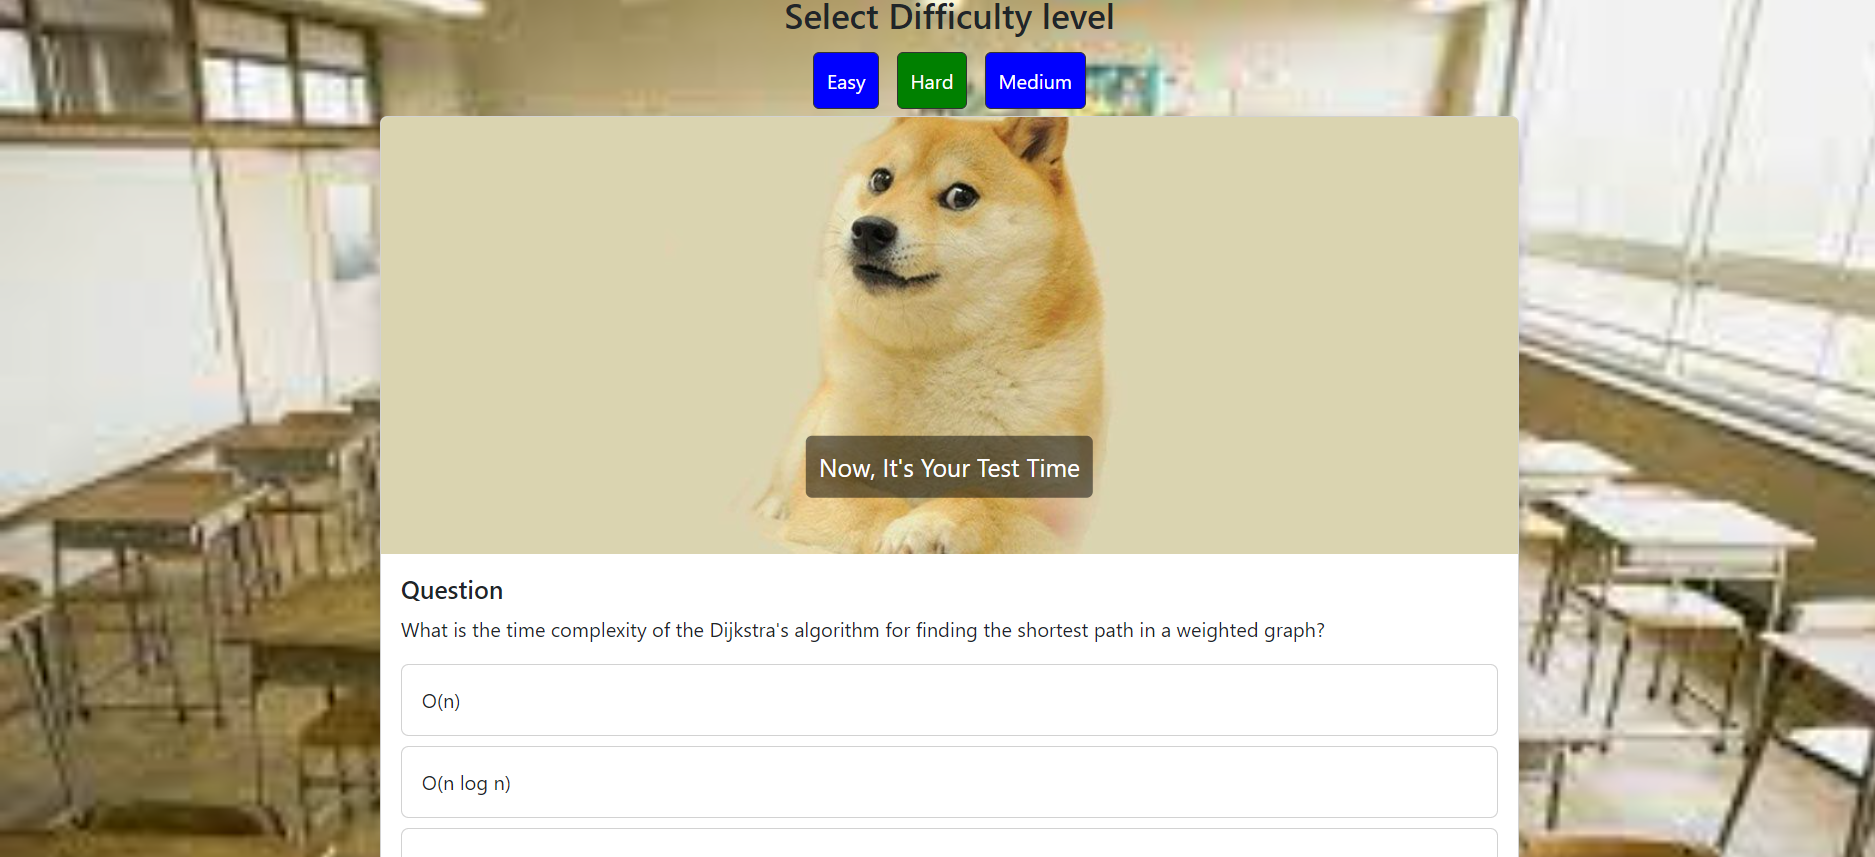 Select Difficulty level
Easy Hard Medium
Now, It's Your Test Time
Question
What is the time complexity of the Dijkstra's algorithm for finding the shortest path in a weighted graph?
O(n)
O(n log n)